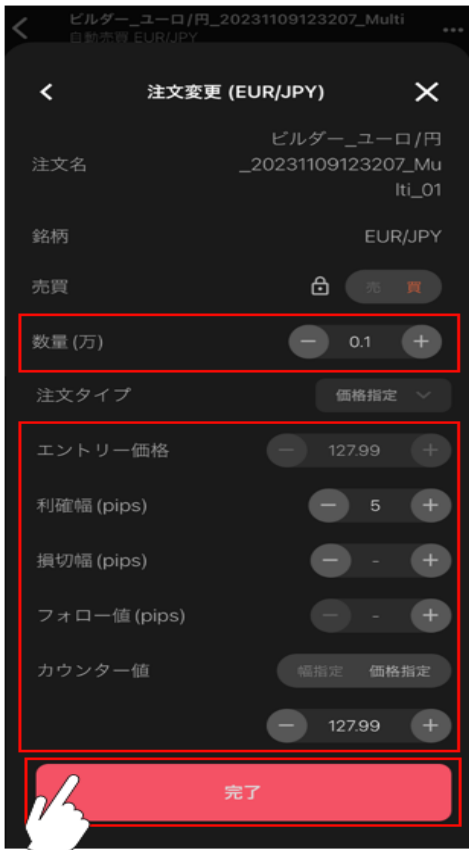 ビルダー_ユーロ/円_20231109123207_Multi
自動売買 EUR/JPY
注文変更 (EUR/JPY)
注文名
ビルダー_ユーロ/円
_20231109123207_Mu
lti_01
銘柄 EUR/JPY
売買 売 買
数量 (万) 0.1
注文タイプ 価格指定
エントリー価格 127.99
利確幅 (pips) 5
損切幅 (pips) -
フォロー値 (pips) -
カウンター値 幅指定 価格指定
127.99
完了